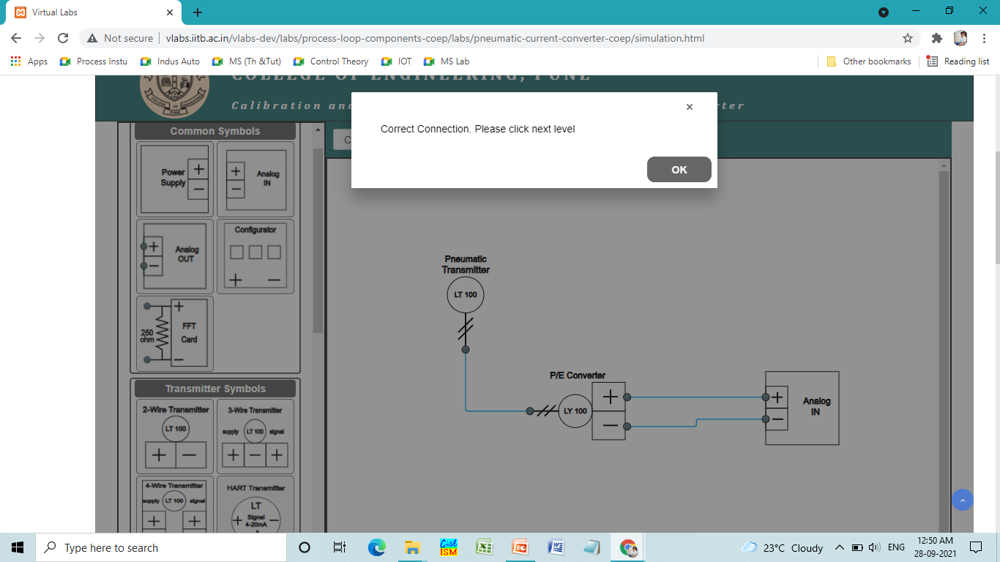 Virtual Labs
Not secure
vlabs.iitb.ac.in/vlabs-dev/labs/process-loop-components-coep/labs/pneumatic-current-converter-coep/simulation.html
Apps
Process Instu
Indus Auto
MS (Th &Tut)
Control Theory
IOT
MS Lab
Other bookmarks
Reading list
COLLEGE OF ENGINEERING, PUNE
Calibration an
rter
Correct Connection. Please click next level
OK
Common Symbols
C
Power
Supply
+
−
+
−
Analog
IN
+
−
Analog
OUT
Configurator
+ −
250
ohm
+
FFT
Card
−
Transmitter Symbols
2-Wire Transmitter
LT 100
+ −
3-Wire Transmitter
supply LT 100 signal
+ − +
4-Wire Transmitter
supply LT 100 signal
+ +
HART Transmitter
LT
Signal
+ 4-20mA −
Pneumatic
Transmitter
LT 100
P/E Converter
LY 100
+
−
+
−
Analog
IN
Type here to search
Cist
ISM
23°C Cloudy
ENG
12:50 AM
28-09-2021